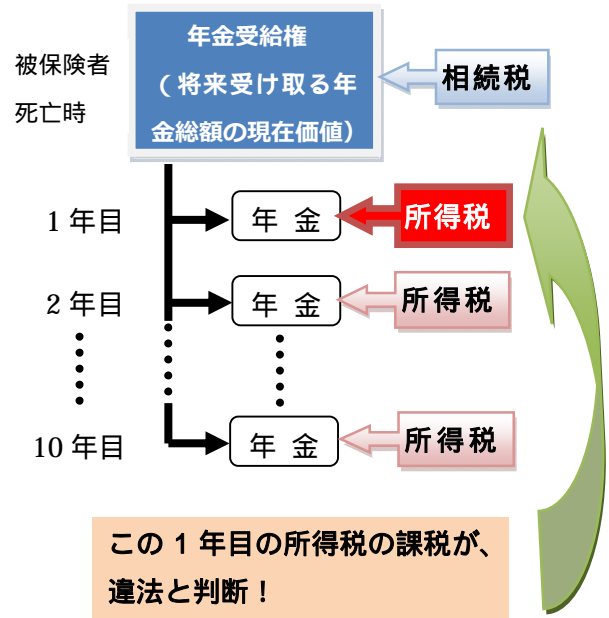 被保険者
死亡時
年金受給権
(将来受け取る年
金総額の現在価値)
相続税
1年目
年 金
所得税
2年目
年 金
所得税
10年目
年 金
所得税
この 1 年目の所得税の課税が、
違法と判断！